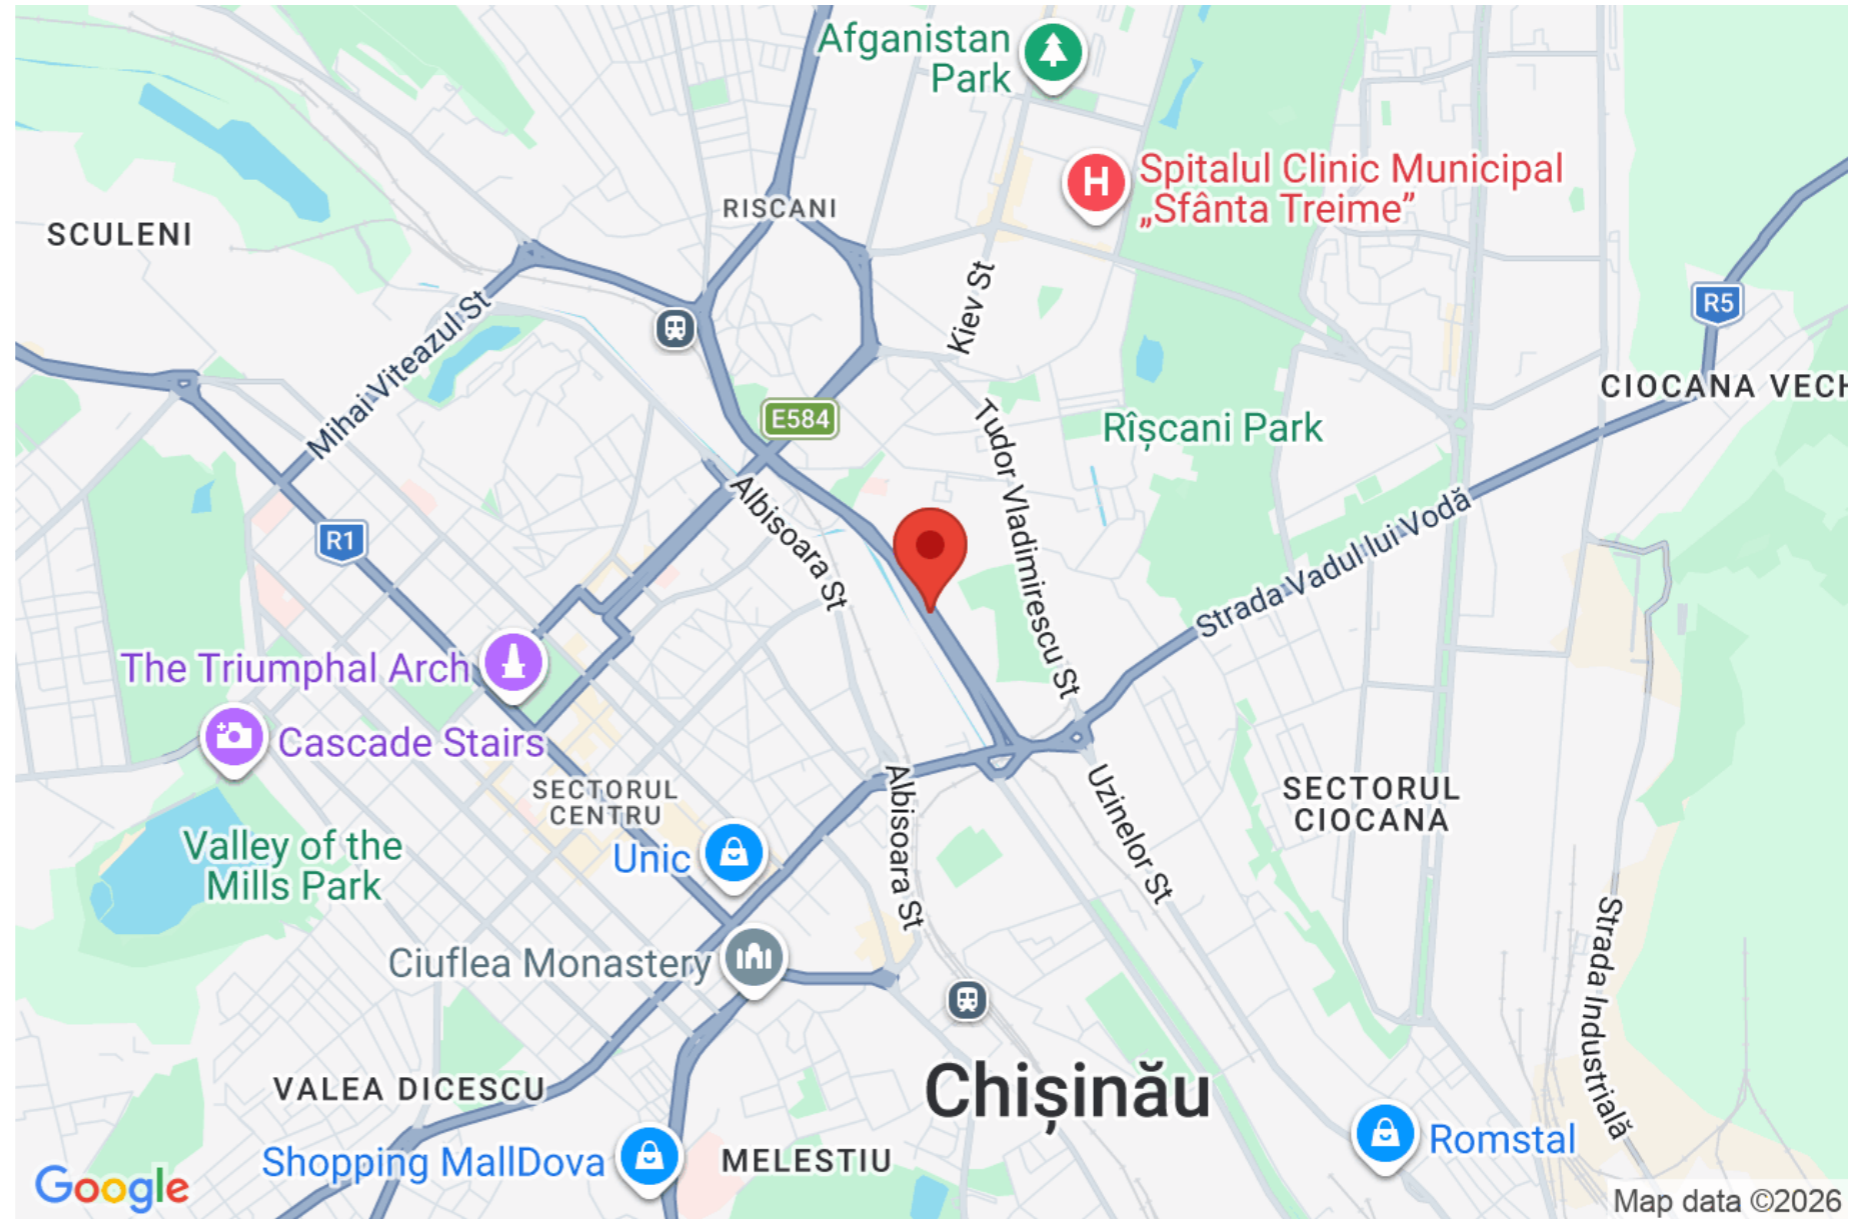 Afganistan
Park
H
Spitalul Clinic Municipal
„Sfânta Treime”
RISCANI
SCULENI
Kiev St
R5
Mihai Viteazul St
CIOCANA VECH
E584
Tudor Vladimirescu St
Rîșcani Park
Albisoara St
R1
Strada Vadul lui Vodă
The Triumphal Arch
Cascade Stairs
SECTORUL
CENTRU
Albisoara St
Uzinelor St
SECTORUL
CIOCANA
Valley of the
Mills Park
Unic
Strada Industrială
Ciuflea Monastery
Chișinău
VALEA DICESCU
Shopping MallDova
MELESTIU
Romstal
Google
Map data ©2026